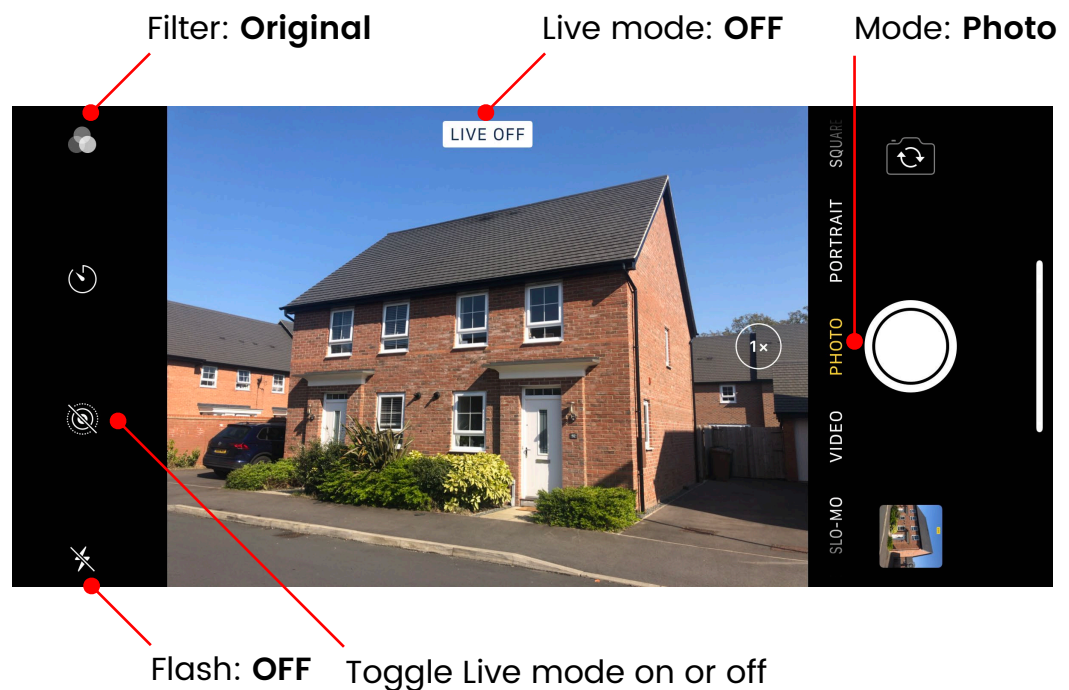 Filter: Original
Live mode: OFF
Mode: Photo
LIVE OFF
SQUARE
PORTRAIT
PHOTO
VIDEO
SLO-MO
1×
Flash: OFF
Toggle Live mode on or off